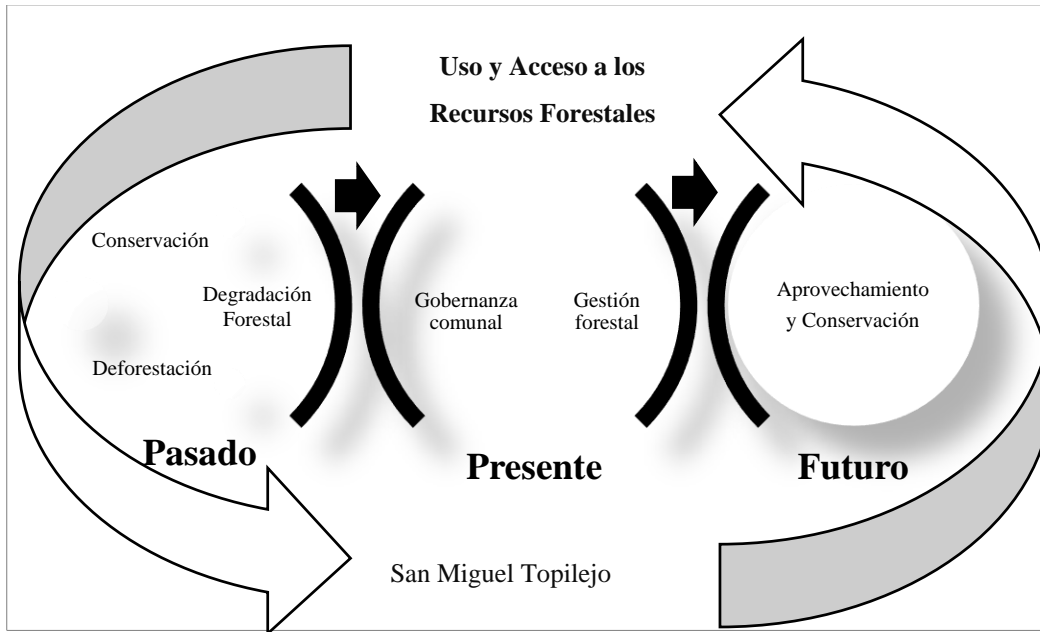 Uso y Acceso a los
Recursos Forestales
Conservación
Degradación
Forestal
Deforestación
Gobernanza
comunal
Gestión
forestal
Aprovechamiento
y Conservación
Pasado
Presente
Futuro
San Miguel Topilejo